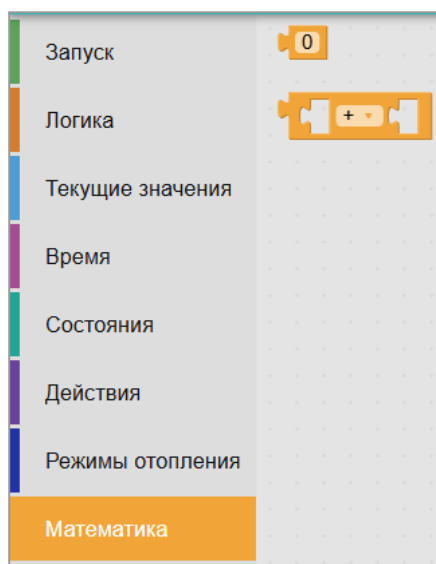 Запуск
0
Логика
+
Текущие значения
Время
Состояния
Действия
Режимы отопления
Математика